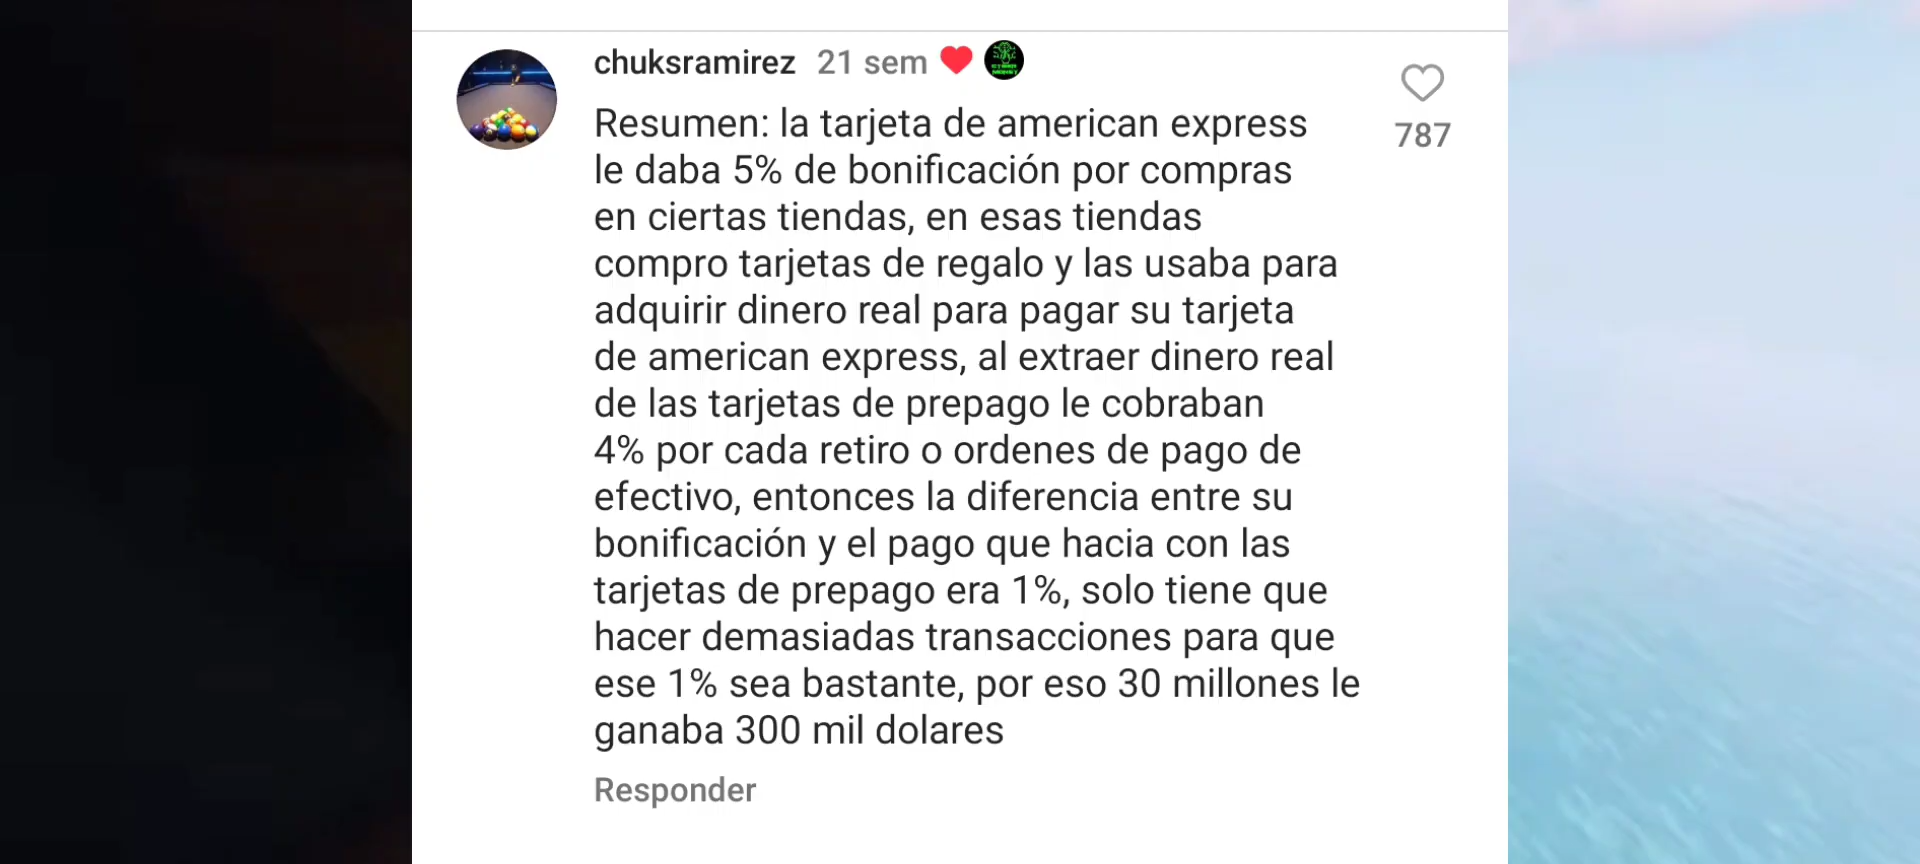 chuksramirez 21 sem
787
Resumen: la tarjeta de american express
le daba 5% de bonificación por compras
en ciertas tiendas, en esas tiendas
compro tarjetas de regalo y las usaba para
adquirir dinero real para pagar su tarjeta
de american express, al extraer dinero real
de las tarjetas de prepago le cobraban
4% por cada retiro o ordenes de pago de
efectivo, entonces la diferencia entre su
bonificación y el pago que hacia con las
tarjetas de prepago era 1%, solo tiene que
hacer demasiadas transacciones para que
ese 1% sea bastante, por eso 30 millones le
ganaba 300 mil dolares
Responder